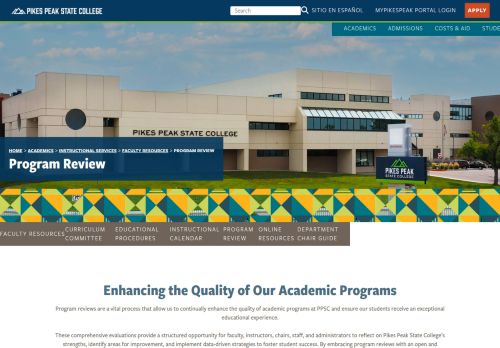 PIKES PEAK STATE COLLEGE
SEARCH SITIO EN ESPAÑOL MYPIKESPEAK PORTAL LOGIN APPLY
ACADEMICS ADMISSIONS COSTS & AID
PIKES PEAK STATE COLLEGE
PIKES PEAK
STATE COLLEGE
HOME > ACADEMICS > INSTRUCTIONAL SERVICES > FACULTY RESOURCES > PROGRAM REVIEW
Program Review
FACULTY RESOURCES
CURRICULUM
COMMITTEE
EDUCATIONAL
PROCEDURES
INSTRUCTIONAL
CALENDAR
PROGRAM
REVIEW
ONLINE
RESOURCES
DEPARTMENT
CHAIR GUIDE
Enhancing the Quality of Our Academic Programs
Program reviews are a vital process that allow us to continually enhance the quality of academic programs at PPSC and ensure our students receive an exceptional
educational experience.
These comprehensive evaluations provide a structured opportunity for faculty, instructors, chairs, staff, and administrators to reflect on Pikes Peak State College's
strengths, identify areas for improvement, and implement data-driven strategies to foster student success. By embracing program reviews with an open and